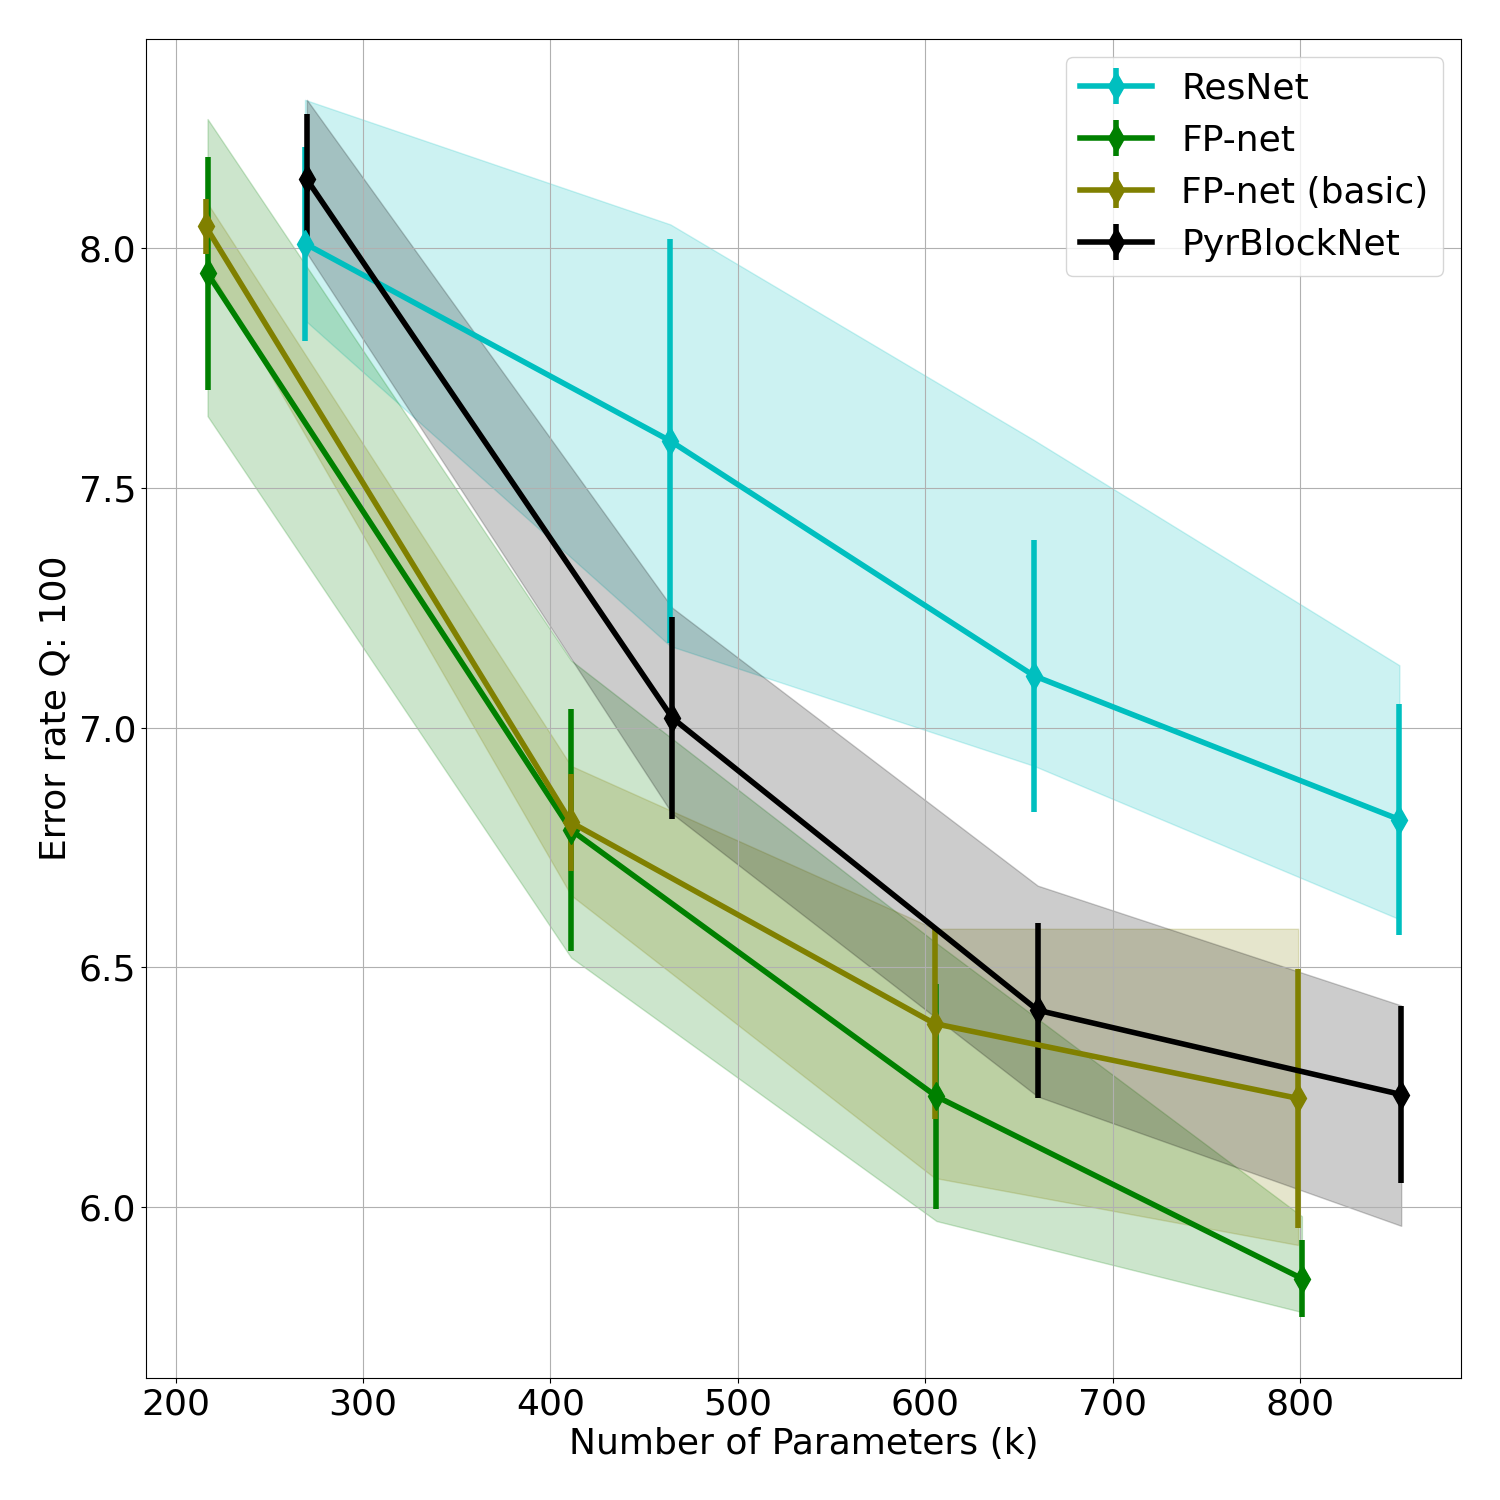 ResNet
FP-net
FP-net (basic)
PyrBlockNet
8.0
7.5
7.0
6.5
6.0
Error rate Q: 100
200 300 400 500 600 700 800
Number of Parameters (k)